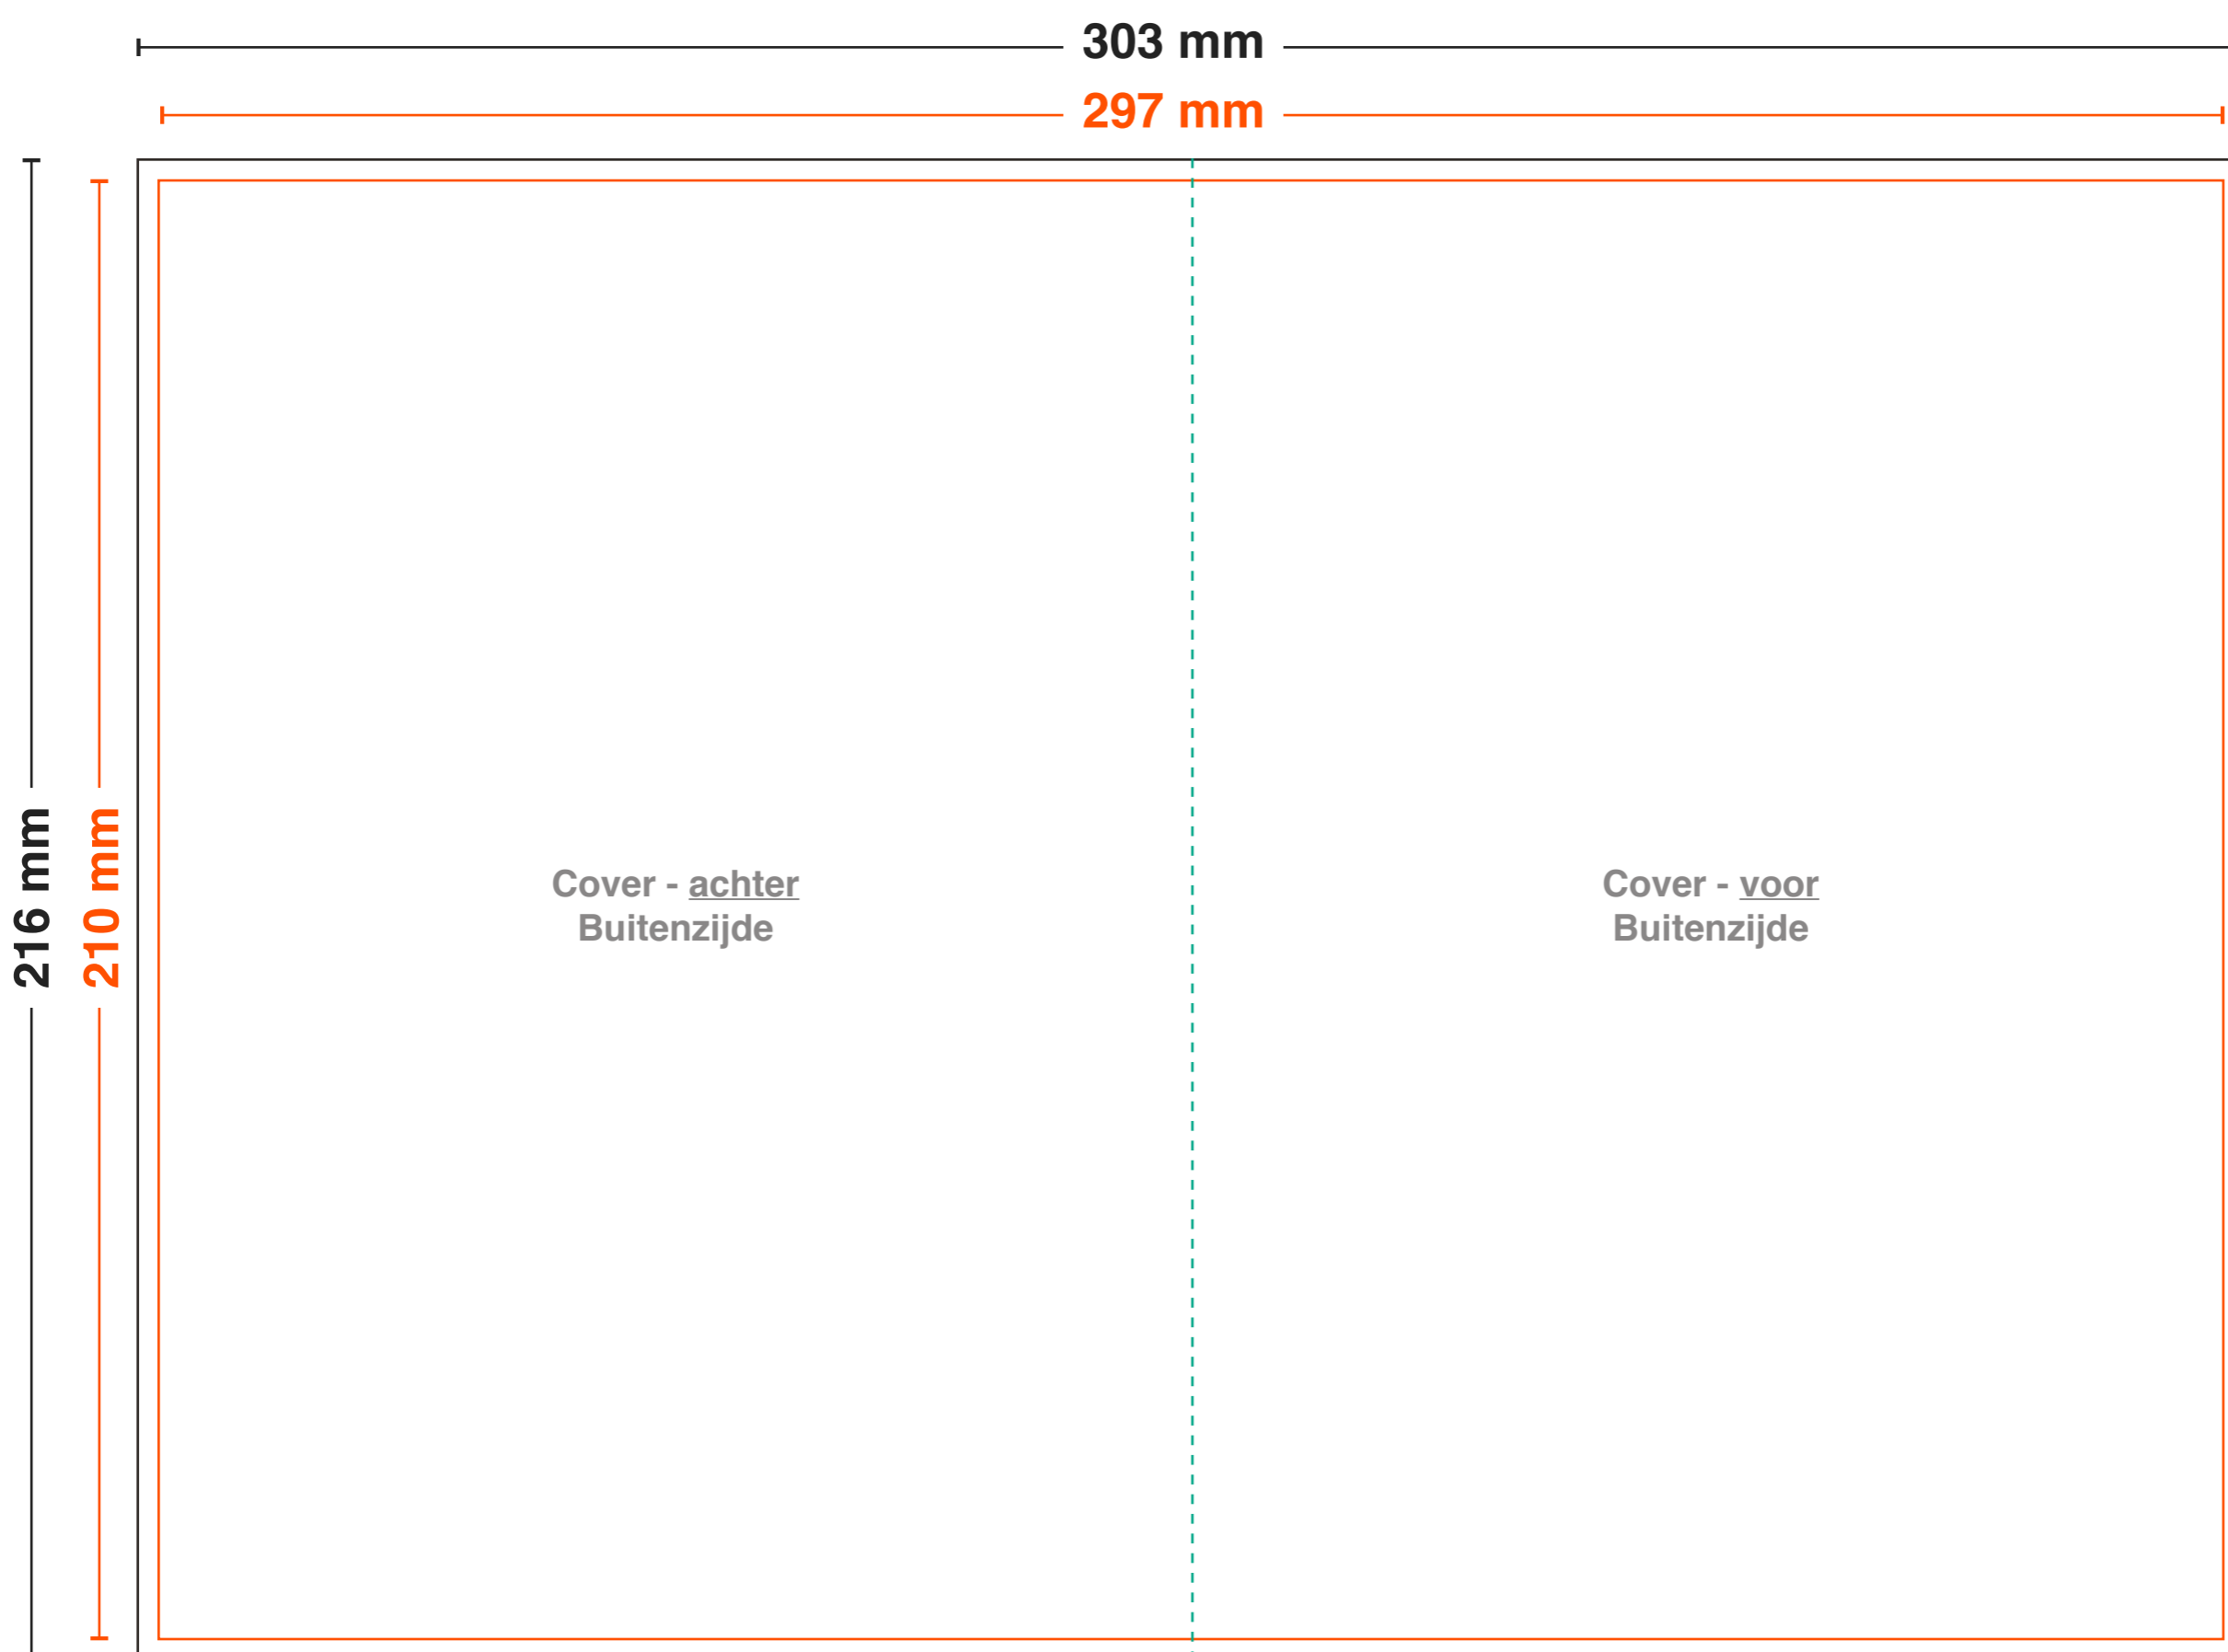 303 mm
297 mm
216 mm
210 mm
Cover - achter
Buitenzijde
Cover - voor
Buitenzijde